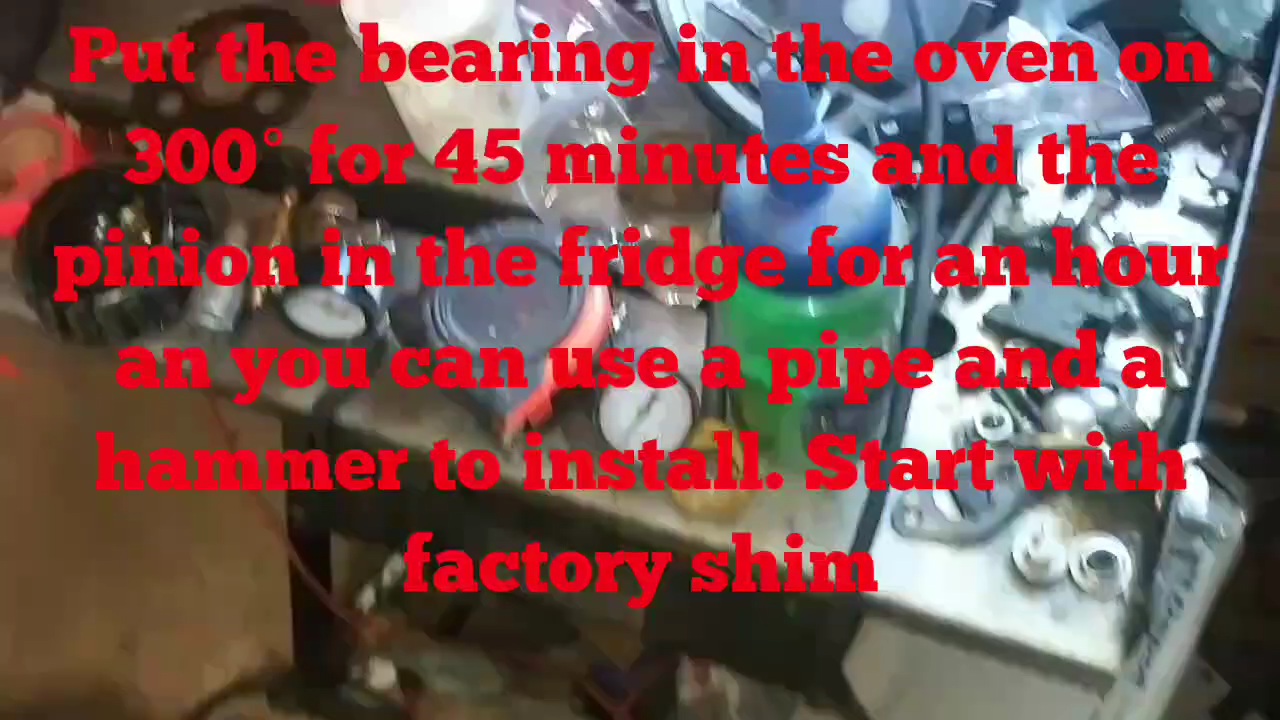 Put the bearing in the oven on
300° for 45 minutes and the
pinion in the fridge for an hour
an you can use a pipe and a
hammer to install. Start with
factory shim